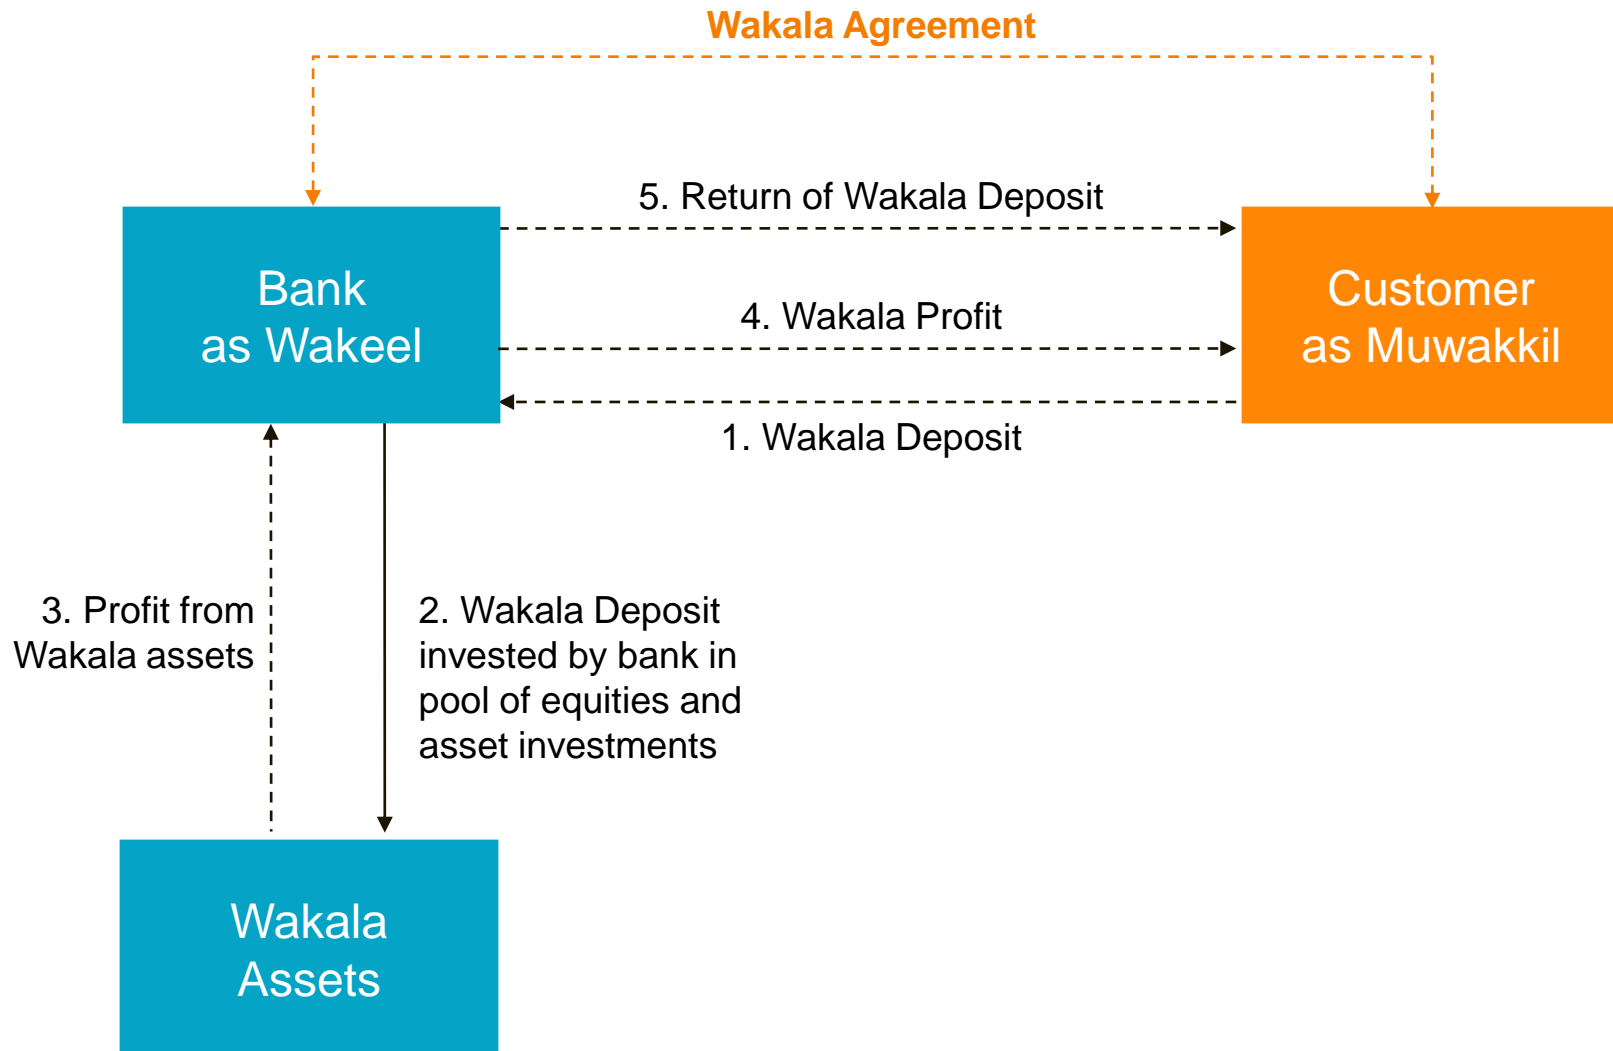 Wakala Agreement
5. Return of Wakala Deposit
Bank
as Wakeel
Customer
as Muwakkil
4. Wakala Profit
1. Wakala Deposit
3. Profit from
Wakala assets
2. Wakala Deposit
invested by bank in
pool of equities and
asset investments
Wakala
Assets